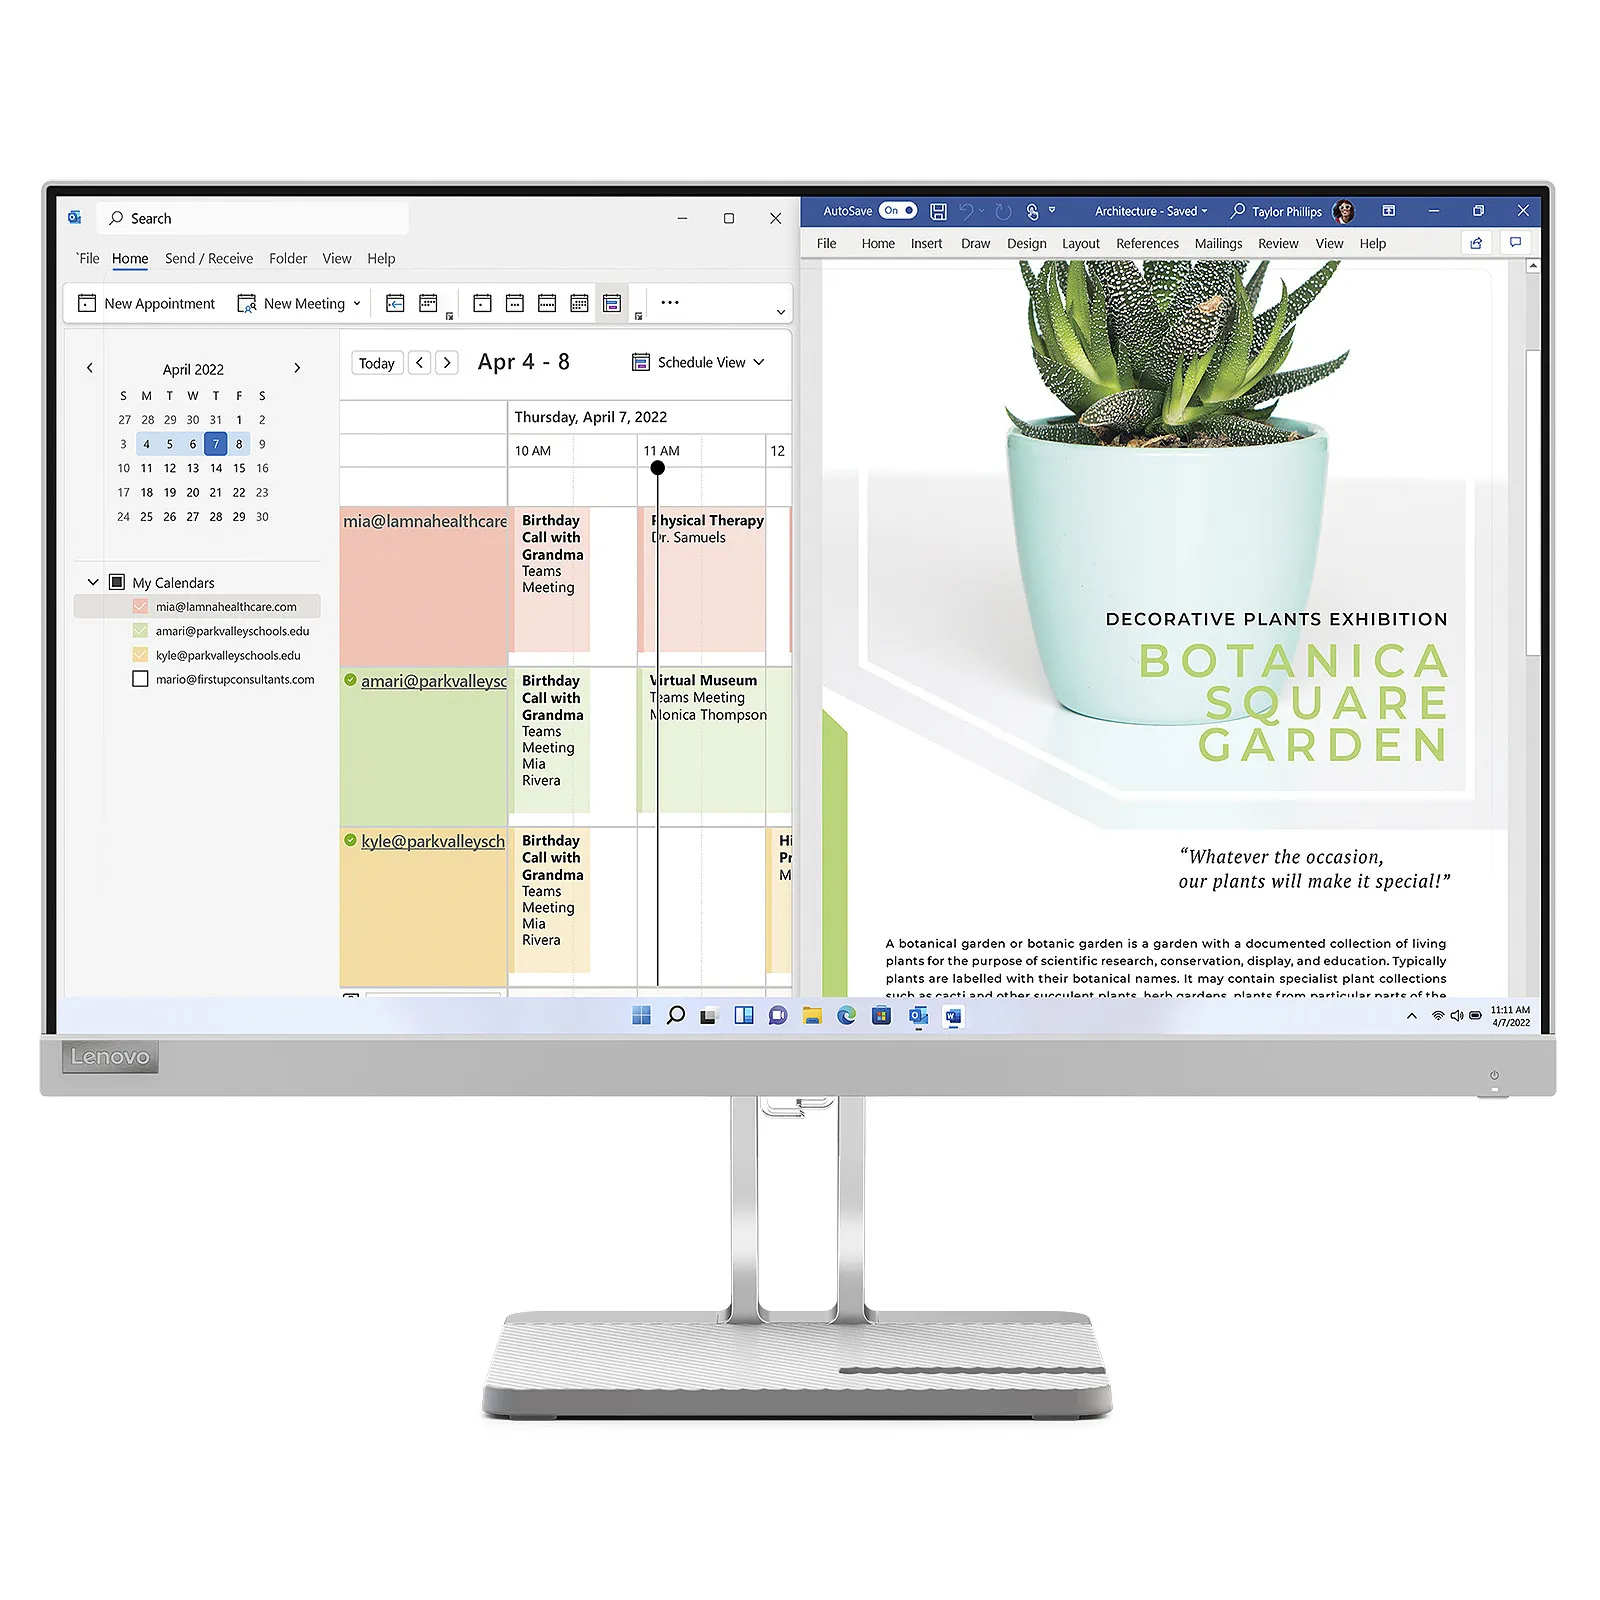 Search
File Home Send / Receive Folder View Help
New Appointment New Meeting
April 2022
S M T W T F S
27 28 29 30 31 1 2
3 4 5 6 7 8 9
10 11 12 13 14 15 16
17 18 19 20 21 22 23
24 25 26 27 28 29 30
My Calendars
mia@lamnahealthcare.com
amari@parkvalleyschools.edu
kyle@parkvalleyschools.edu
mario@firstupconsultants.com
Today Apr 4 - 8 Schedule View
Thursday, April 7, 2022
10 AM 11 AM 12
mia@lamnahealthcare
Birthday
Call with
Grandma
Teams
Meeting
Physical Therapy
Dr. Samuels
amari@parkvalleysc
Birthday
Call with
Grandma
Teams
Meeting
Mia
Rivera
Virtual Museum
Teams Meeting
Monica Thompson
kyle@parkvalleysch
Birthday
Call with
Grandma
Teams
Meeting
Mia
Rivera
Hi
Pr
M
AutoSave On Architecture - Saved Taylor Phillips
File Home Insert Draw Design Layout References Mailings Review View Help
DECORATIVE PLANTS EXHIBITION
BOTANICA
SQUARE
GARDEN
“Whatever the occasion,
our plants will make it special!”
A botanical garden or botanic garden is a garden with a documented collection of living
plants for the purpose of scientific research, conservation, display, and education. Typically
plants are labelled with their botanical names. It may contain specialist plant collections
such as cacti and other succulent plants, herb gardens, plants from particular parts of the
11:11 AM
4/7/2022
Lenovo